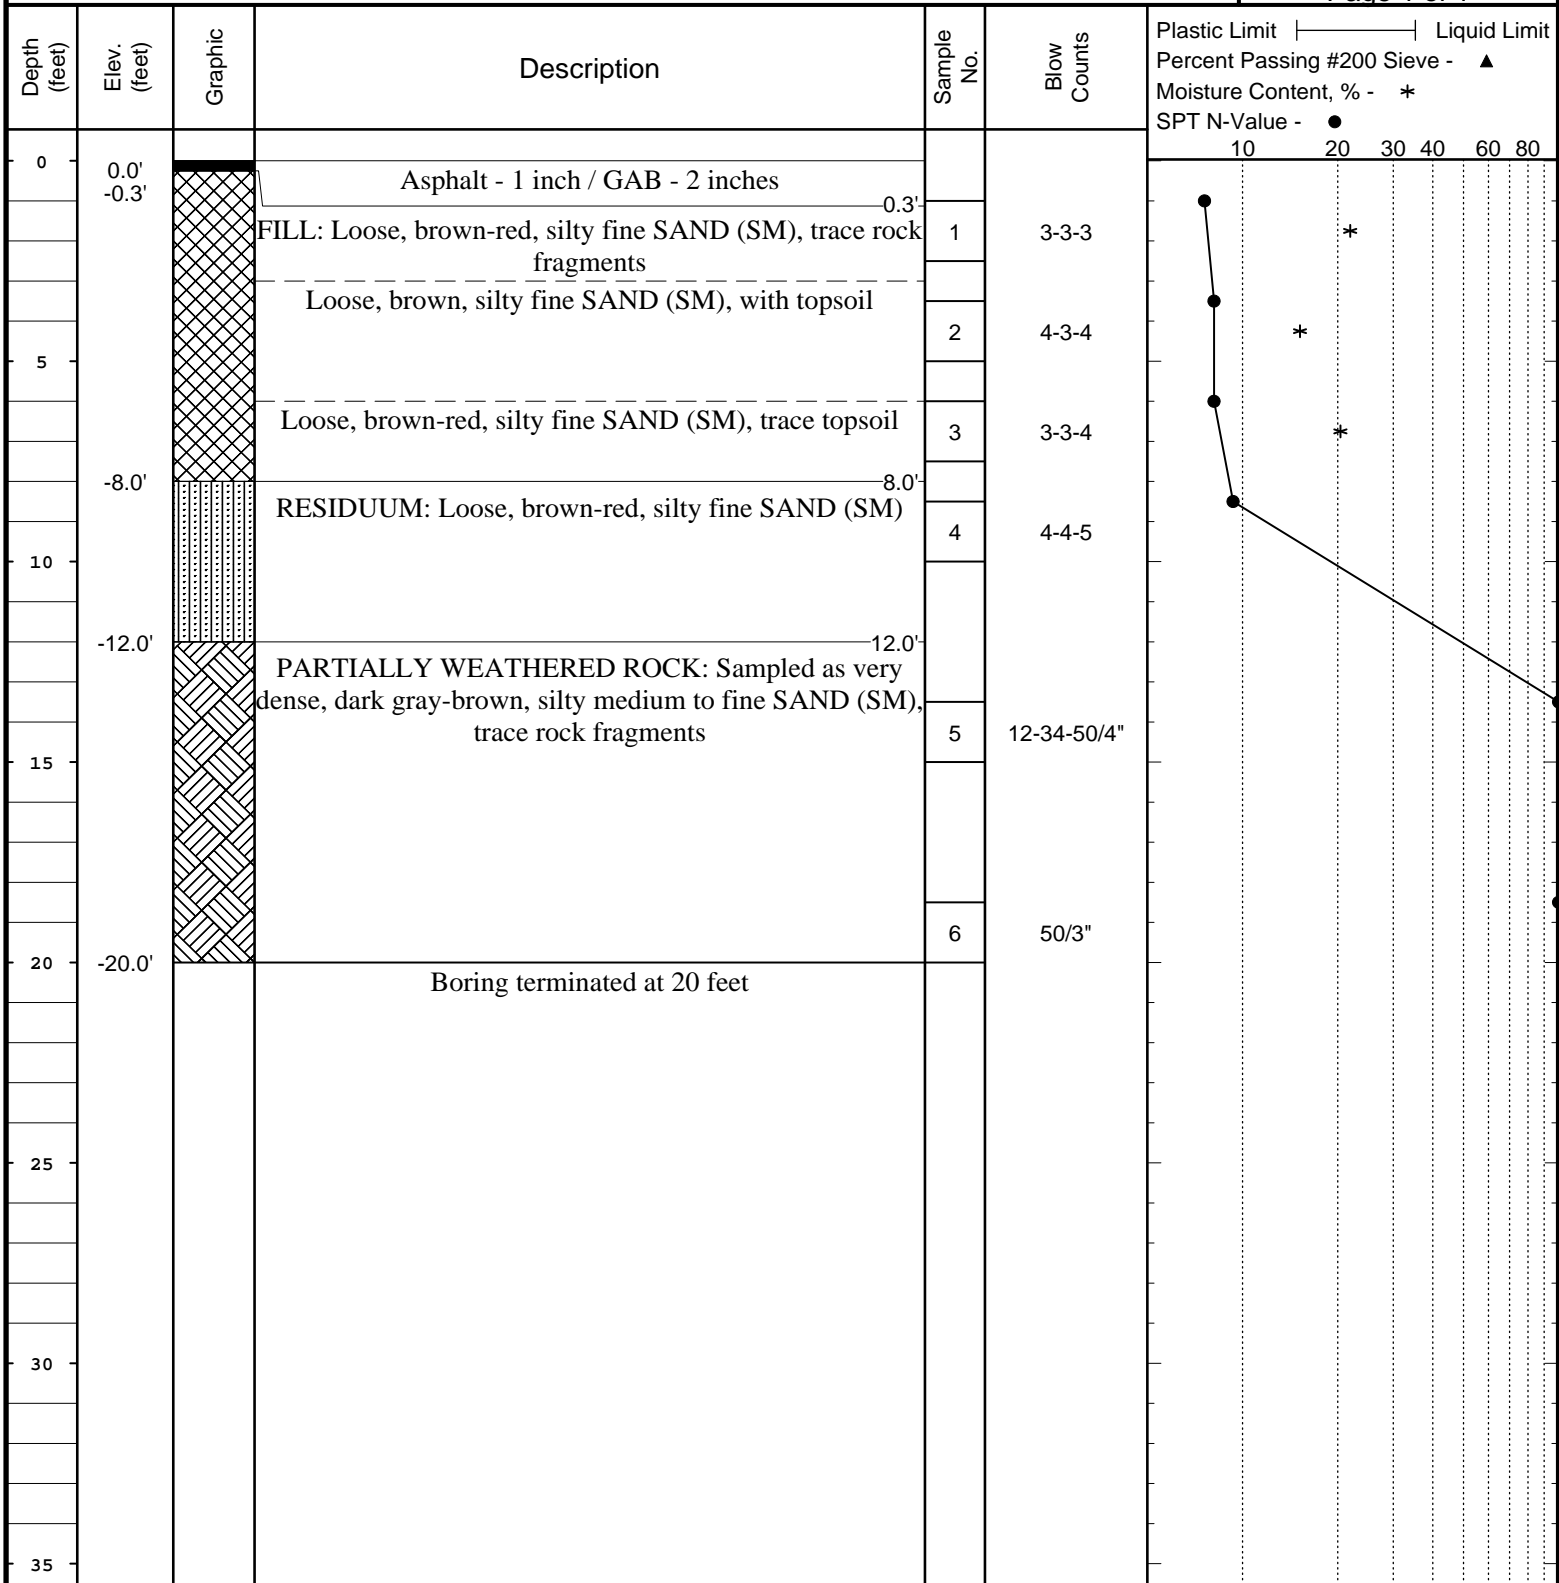 Depth (feet)
Elev. (feet)
Graphic
Description
Sample No.
Blow Counts
Plastic Limit Liquid Limit
Percent Passing #200 Sieve - ▲
Moisture Content, % - *
SPT N-Value - ●
10 20 30 40 60 80
0
0.0'
-0.3'
Asphalt - 1 inch / GAB - 2 inches
0.3'
FILL: Loose, brown-red, silty fine SAND (SM), trace rock
fragments
1
3-3-3
Loose, brown, silty fine SAND (SM), with topsoil
2
4-3-4
5
Loose, brown-red, silty fine SAND (SM), trace topsoil
3
3-3-4
-8.0'
8.0'
RESIDUUM: Loose, brown-red, silty fine SAND (SM)
4
4-4-5
10
-12.0'
12.0'
PARTIALLY WEATHERED ROCK: Sampled as very
dense, dark gray-brown, silty medium to fine SAND (SM),
trace rock fragments
5
12-34-50/4"
15
6
50/3"
20
-20.0'
Boring terminated at 20 feet
25
30
35